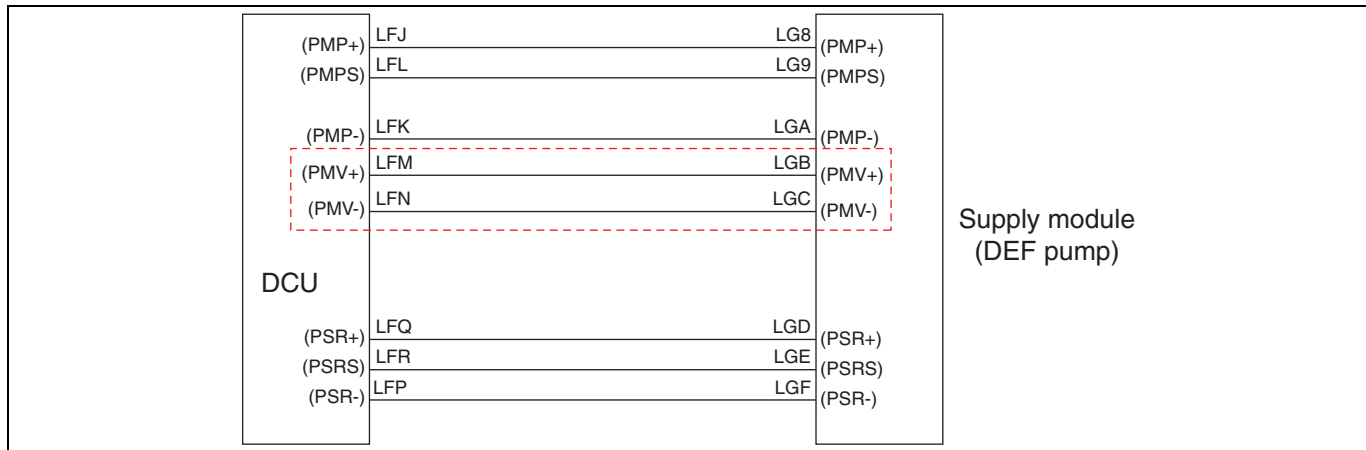 (PMP+) LFJ LG8 (PMP+)
(PMPS) LFL LG9 (PMPS)
(PMP-) LFK LGA (PMP-)
(PMV+) LFM LGB (PMV+)
(PMV-) LFN LGC (PMV-)
Supply module
(DEF pump)
DCU
(PSR+) LFQ LGD (PSR+)
(PSRS) LFR LGE (PSRS)
(PSR-) LFP LGF (PSR-)